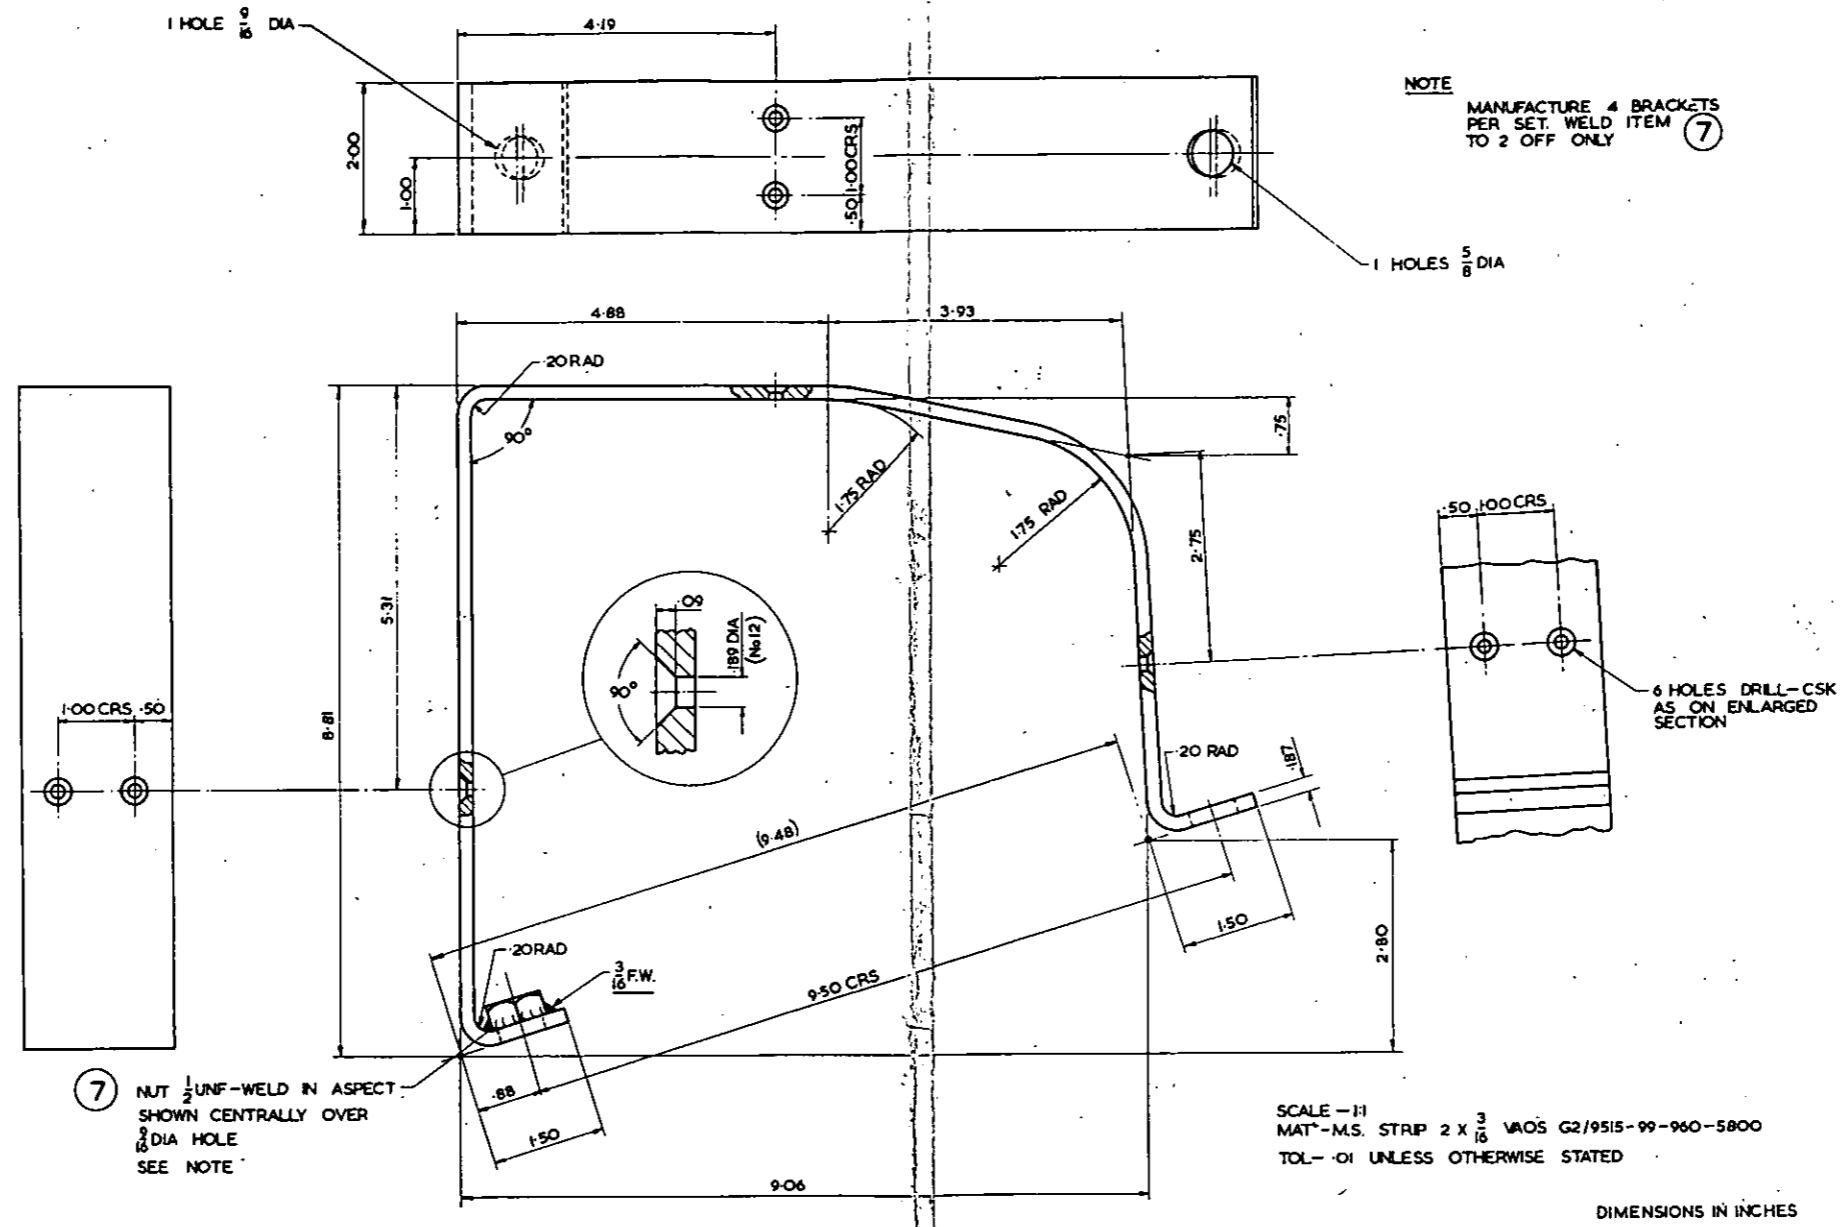 1 HOLE 9/16 DIA
4·19
2·00
1·00
·50 1·00CRS
NOTE
MANUFACTURE 4 BRACKETS
PER SET. WELD ITEM 7
TO 2 OFF ONLY
1 HOLES 5/8 DIA
4·88
3·93
·20 RAD
90°
·75
1·75 RAD
1·75 RAD
2·75
5·31
8·81
·09
·189 DIA
(No12)
90°
·50 1·00 CRS
6 HOLES DRILL-CSK
AS ON ENLARGED
SECTION
1·00 CRS ·50
·20 RAD
·187
(9·48)
9·50 CRS
1·50
2·80
·20RAD
3/16 F.W.
·88
1·50
9·06
7 NUT 1/2 UNF-WELD IN ASPECT
SHOWN CENTRALLY OVER
9/16 DIA HOLE
SEE NOTE
SCALE – 1:1
MATL-M.S. STRIP 2 X 3/16 VAOS G2/9515-99-960-5800
TOL– ·01 UNLESS OTHERWISE STATED
DIMENSIONS IN INCHES